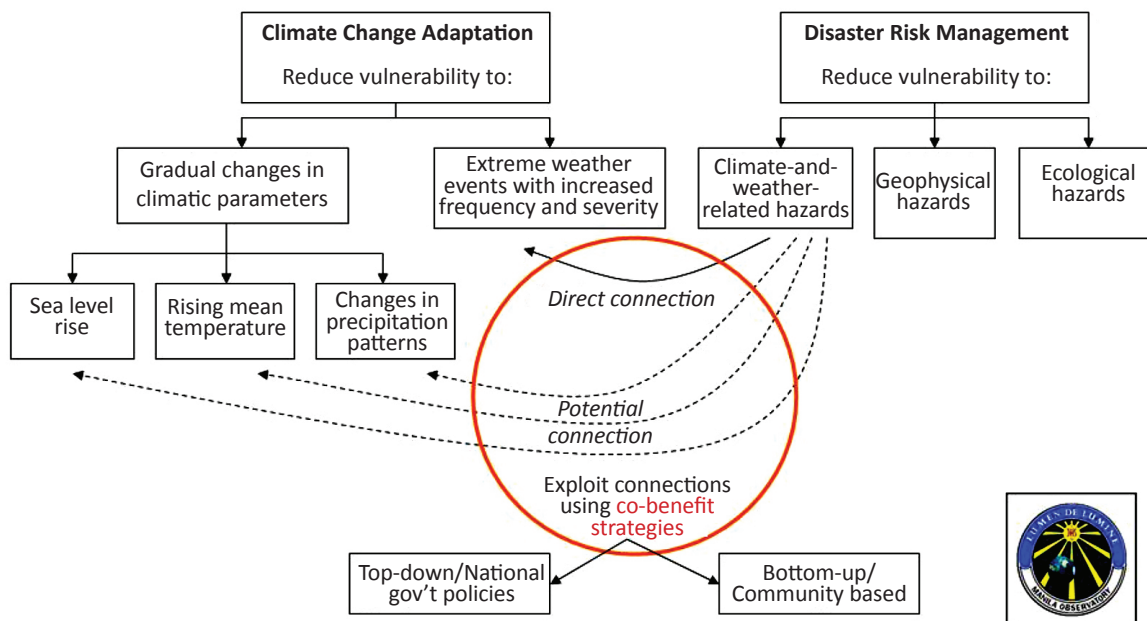 Climate Change Adaptation
Reduce vulnerability to:
Disaster Risk Management
Reduce vulnerability to:
Gradual changes in
climatic parameters
Extreme weather
events with increased
frequency and severity
Climate-and-
weather-
related hazards
Geophysical
hazards
Ecological
hazards
Sea level
rise
Rising mean
temperature
Changes in
precipitation
patterns
Direct connection
Potential
connection
Exploit connections
using co-benefit
strategies
Top-down/National
gov't policies
Bottom-up/
Community based
LUMEN DE LUMINE
MANILA OBSERVATORY